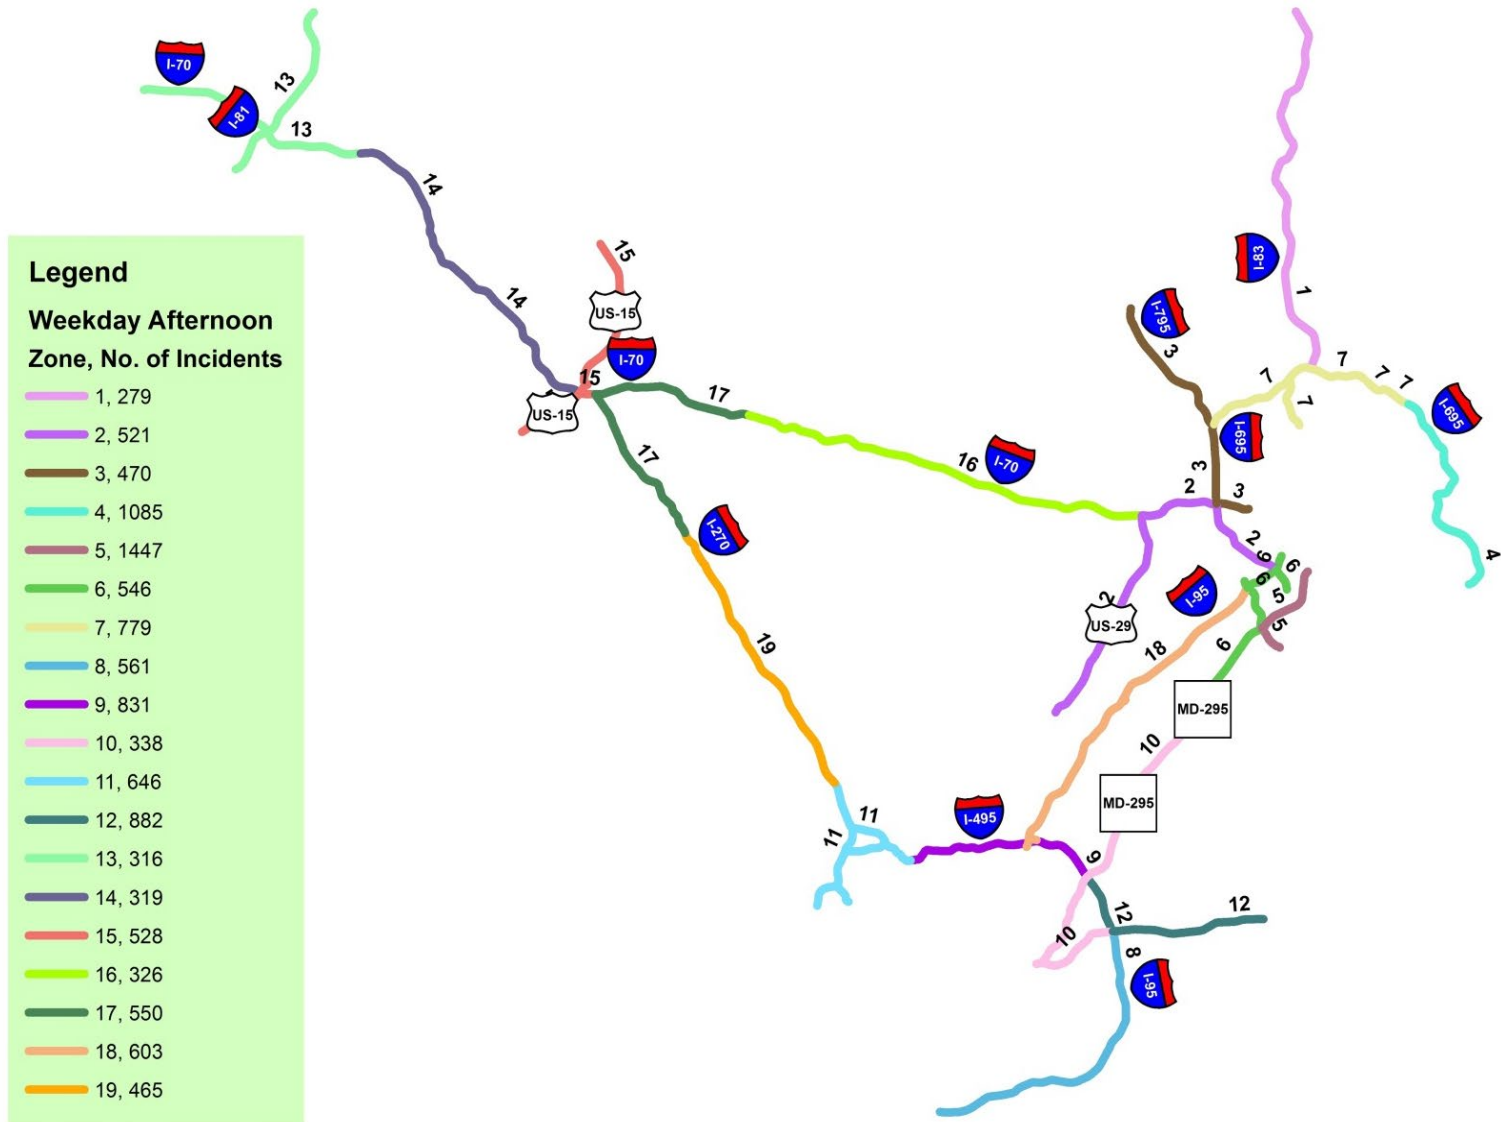 I-70
I-81
13
13
14
14
15
US-15
I-70
15
US-15
17
17
I-270
16
I-70
I-83
1
I-795
3
7
7
7
7
7
I-695
I-695
3
3
2
2
4
6
6
6
5
5
6
I-95
2
US-29
18
MD-295
10
MD-295
19
11
11
I-495
9
12
12
10
8
I-95
Legend
Weekday Afternoon
Zone, No. of Incidents
1, 279
2, 521
3, 470
4, 1085
5, 1447
6, 546
7, 779
8, 561
9, 831
10, 338
11, 646
12, 882
13, 316
14, 319
15, 528
16, 326
17, 550
18, 603
19, 465